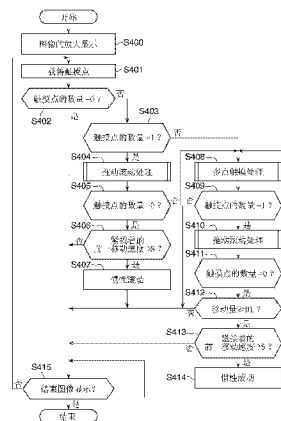 开始
图像的放大显示
S400
获得触摸点
S401
触摸点的数量=0?
否
S402
是
S403
触摸点的数量=1?
否
S404
是
拖动滚动处理
S408
多点触摸处理
S405
触摸点的数量=0?
否
S409
触摸点的数量=1?
否
S406
是
紧接着的
前一移动速度>S?
否
S410
是
拖动滚动处理
S407
是
惯性滚动
S411
触摸点的数量=0?
S412
是
移动量≥
S413
是
紧接着的
前一移动速度>S?
否
是
S414
惯性滚动
S415
结束图像显示?
否
是
结束